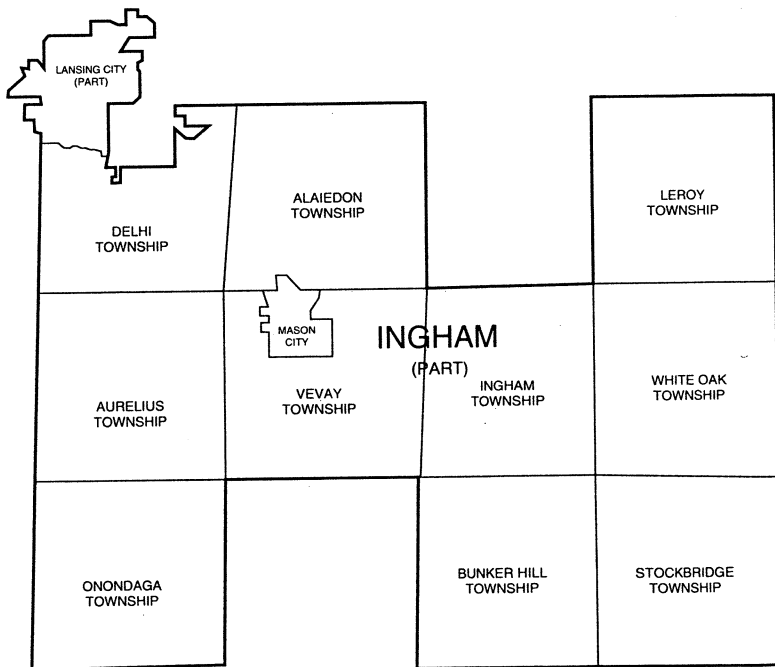 LANSING CITY
(PART)
ALAIEDON
TOWNSHIP
LEROY
TOWNSHIP
DELHI
TOWNSHIP
MASON
CITY
INGHAM
(PART)
AURELIUS
TOWNSHIP
VEVAY
TOWNSHIP
INGHAM
TOWNSHIP
WHITE OAK
TOWNSHIP
ONONDAGA
TOWNSHIP
BUNKER HILL
TOWNSHIP
STOCKBRIDGE
TOWNSHIP